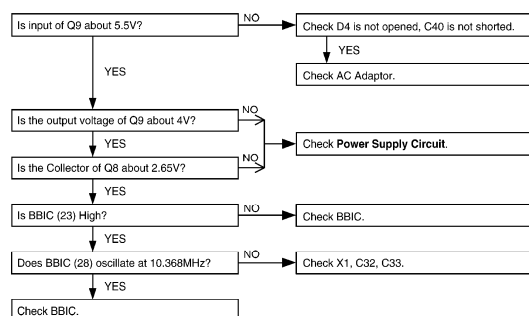 Is input of Q9 about 5.5V?
NO
Check D4 is not opened, C40 is not shorted.
YES
YES
Check AC Adaptor.
Is the output voltage of Q9 about 4V?
NO
YES
Check Power Supply Circuit.
Is the Collector of Q8 about 2.65V?
NO
YES
Is BBIC (23) High?
NO
Check BBIC.
YES
Does BBIC (28) oscillate at 10.368MHz?
NO
Check X1, C32, C33.
YES
Check BBIC.